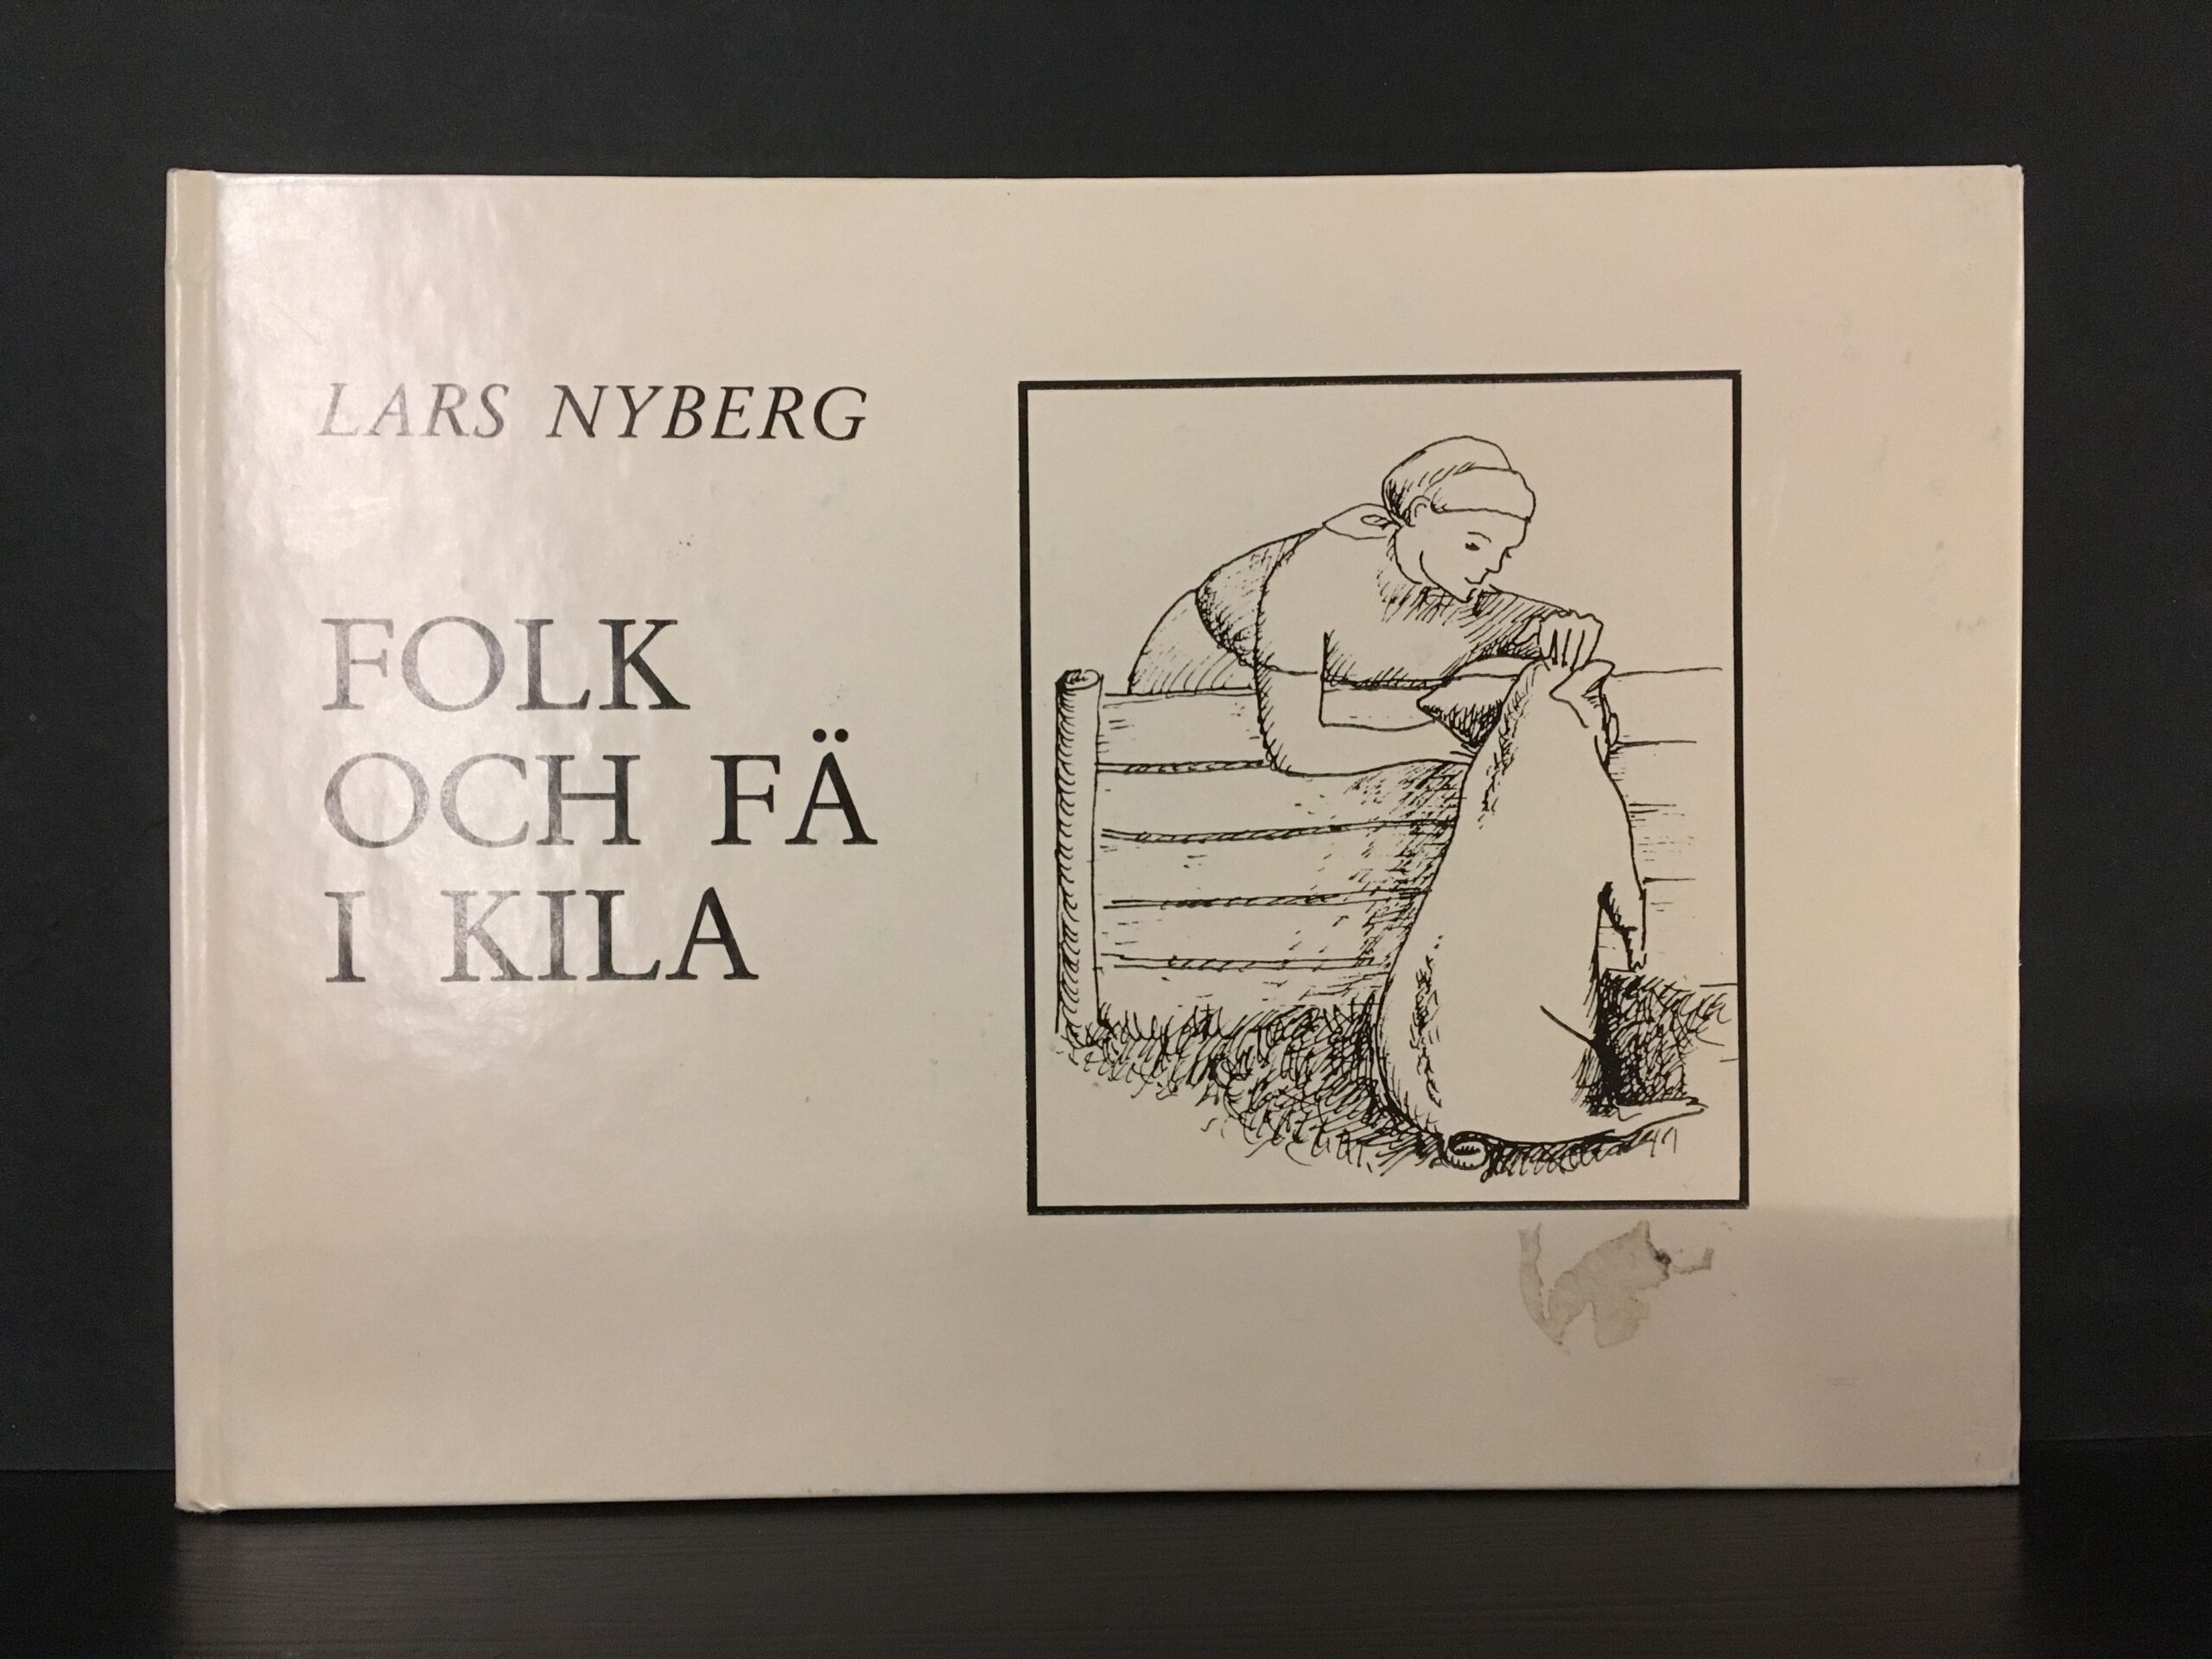 LARS NYBERG
FOLK
OCH FÄ
I KILA